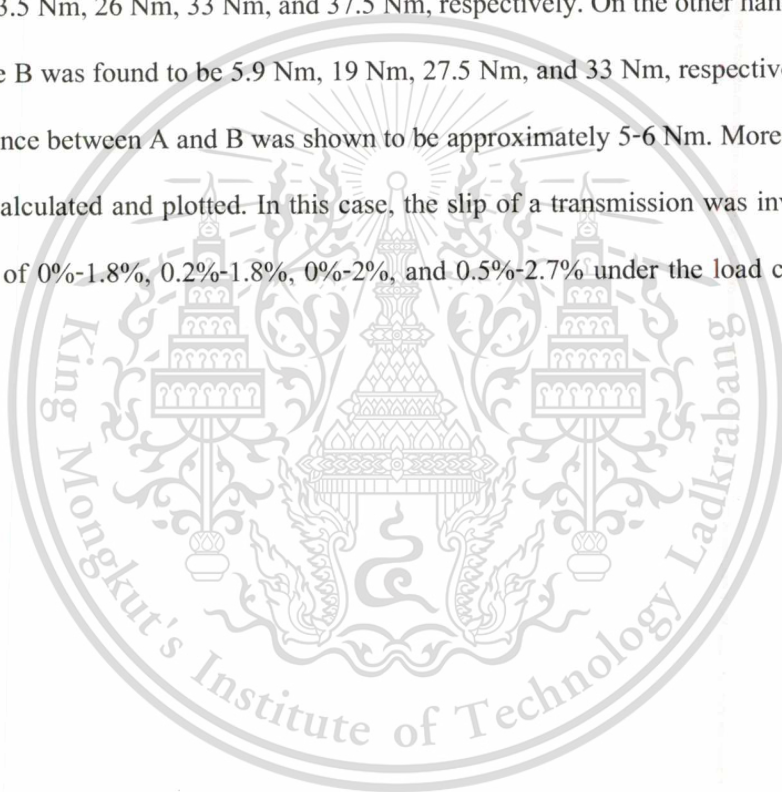 3.5 Nm, 26 Nm, 33 Nm, and 37.5 Nm, respectively. On the other han
B was found to be 5.9 Nm, 19 Nm, 27.5 Nm, and 33 Nm, respectiv
nce between A and B was shown to be approximately 5-6 Nm. More
alculated and plotted. In this case, the slip of a transmission was in
of 0%-1.8%, 0.2%-1.8%, 0%-2%, and 0.5%-2.7% under the load c
King Mongkut's Institute of Technology Ladkrabang